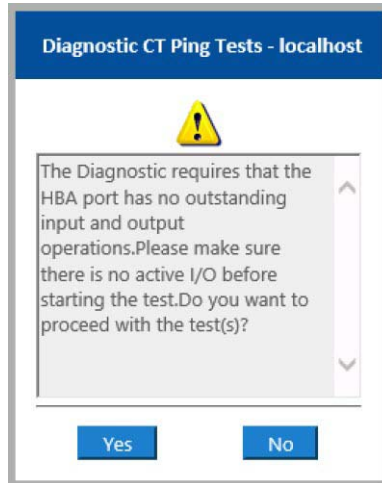 Diagnostic CT Ping Tests - localhost
The Diagnostic requires that the
HBA port has no outstanding
input and output
operations.Please make sure
there is no active I/O before
starting the test.Do you want to
proceed with the test(s)?
Yes
No